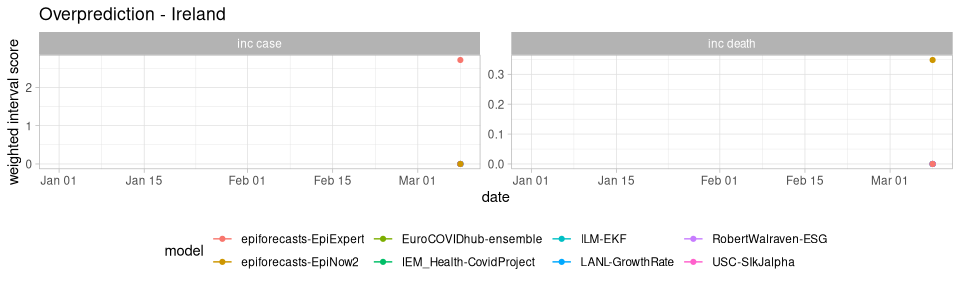 Overprediction - Ireland
inc case
inc death
weighted interval score
2
1
0
0.3
0.2
0.1
0.0
Jan 01 Jan 15 Feb 01 Feb 15 Mar 01
Jan 01 Jan 15 Feb 01 Feb 15 Mar 01
date
model
epiforecasts-EpiExpert EuroCOVIDhub-ensemble ILM-EKF RobertWalraven-ESG
epiforecasts-EpiNow2 IEM_Health-CovidProject LANL-GrowthRate USC-SIkJalpha